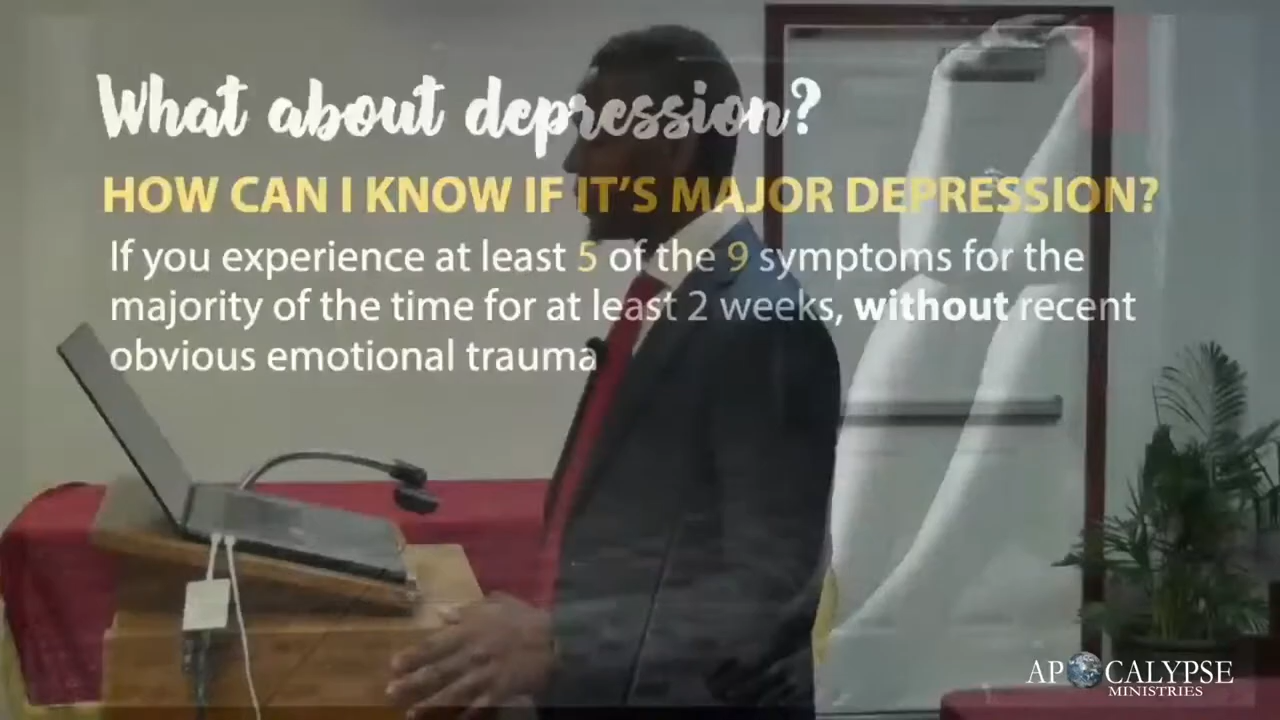 What about depression?
HOW CAN I KNOW IF IT'S MAJOR DEPRESSION?
If you experience at least 5 of the 9 symptoms for the
majority of the time for at least 2 weeks, without recent
obvious emotional trauma
APOCALYPSE
MINISTRIES